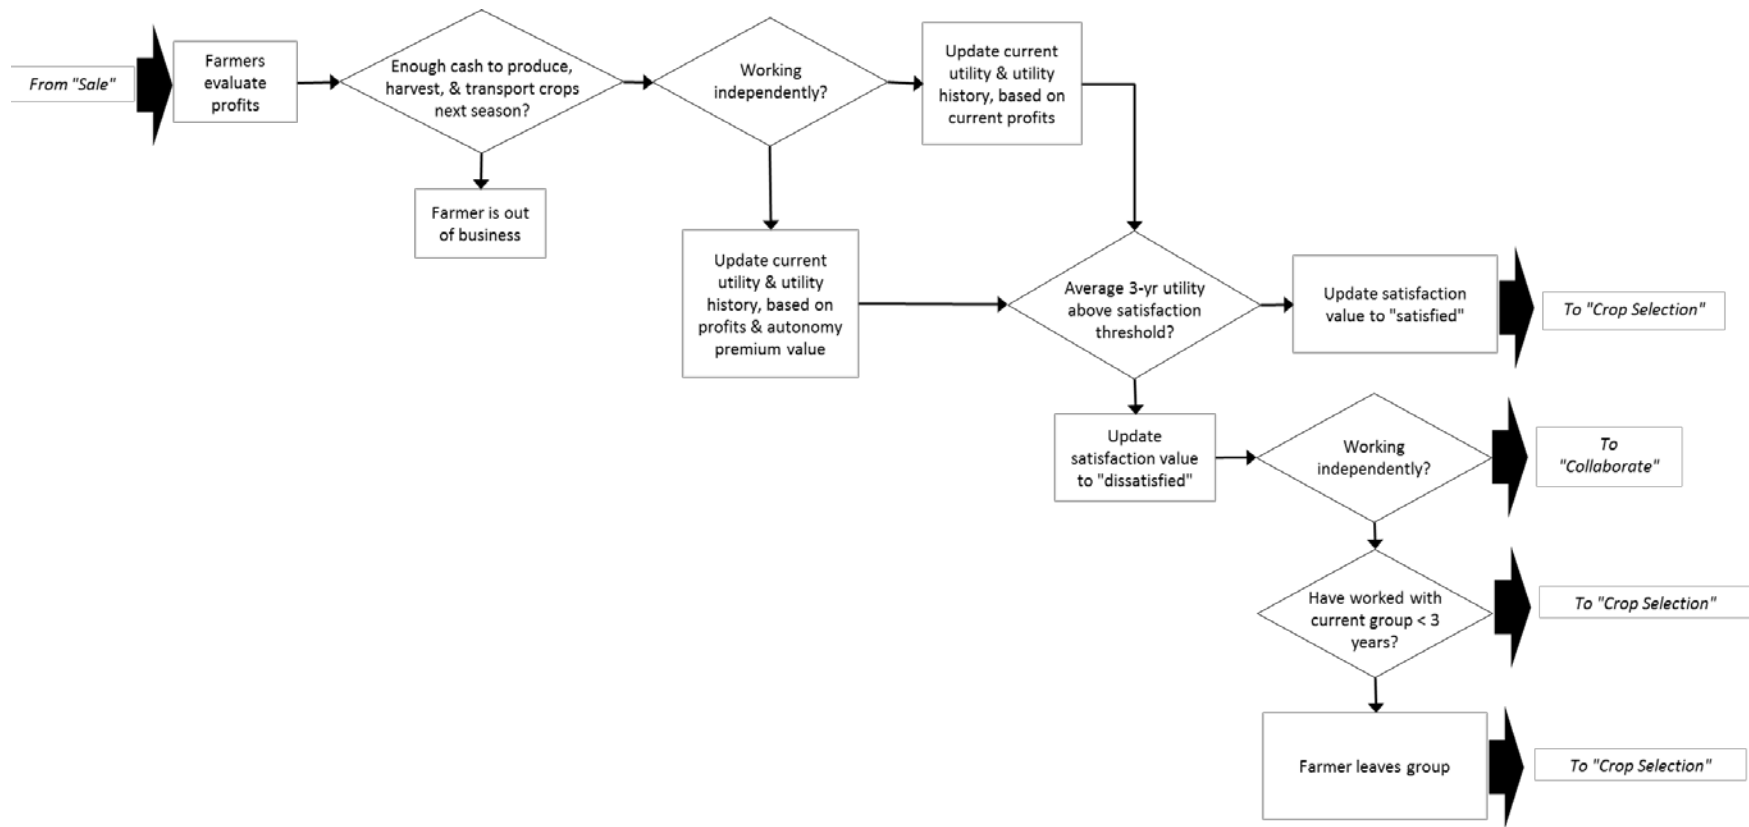 From "Sale"
Farmers
evaluate
profits
Enough cash to produce,
harvest, & transport crops
next season?
Farmer is out
of business
Working
independently?
Update current
utility & utility
history, based on
current profits
Update current
utility & utility
history, based on
profits & autonomy
premium value
Average 3-yr utility
above satisfaction
threshold?
Update satisfaction
value to "satisfied"
To "Crop Selection"
Update
satisfaction value
to "dissatisfied"
Working
independently?
To
"Collaborate"
Have worked with
current group < 3
years?
To "Crop Selection"
Farmer leaves group
To "Crop Selection"